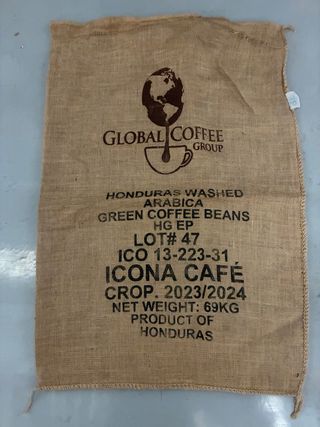 GLOBAL COFFEE
GROUP
HONDURAS WASHED
ARABICA
GREEN COFFEE BEANS
HG EP
LOT# 47
ICO 13-223-31
ICONA CAFÉ
CROP. 2023/2024
NET WEIGHT: 69KG
PRODUCT OF
HONDURAS